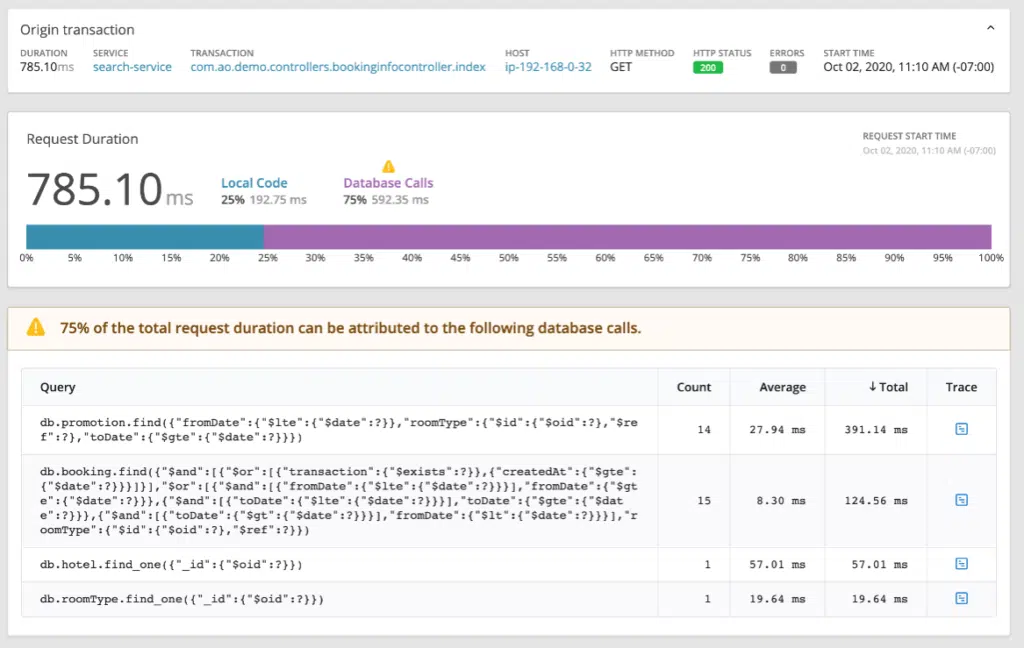 Origin transaction
DURATION SERVICE TRANSACTION HOST HTTP METHOD HTTP STATUS ERRORS START TIME
785.10ms search-service com.ao.demo.controllers.bookinginfocontroller.index ip-192-168-0-32 GET 200 0 Oct 02, 2020, 11:10 AM (-07:00)
Request Duration
REQUEST START TIME
Oct 02, 2020, 11:10 AM (-07:00)
785.10 ms
Local Code Database Calls
25% 192.75 ms 75% 592.35 ms
0% 5% 10% 15% 20% 25% 30% 35% 40% 45% 50% 55% 60% 65% 70% 75% 80% 85% 90% 95% 100%
75% of the total request duration can be attributed to the following database calls.
Query Count Average ↓ Total Trace
db.promotion.find({"fromDate":{"$lte":{"$date":?}},"roomType":{"$id":{"$oid":?},"$re
f":?},"toDate":{"$gte":{"$date":?}}})
14 27.94 ms 391.14 ms
db.booking.find({"$and":[{"$or":[{"transaction":{"$exists":?}},{"createdAt":{"$gte":
{"$date":?}}}]}],"$or":[{"$and":[{"fromDate":{"$lte":{"$date":?}}}],"fromDate":{"$gt
e":{"$date":?}}},{"$and":[{"toDate":{"$lte":{"$date":?}}}],"toDate":{"$gte":{"$dat
e":?}}},{"$and":[{"toDate":{"$gt":{"$date":?}}}],"fromDate":{"$lt":{"$date":?}}}],"r
oomType":{"$id":{"$oid":?},"$ref":?}})
15 8.30 ms 124.56 ms
db.hotel.find_one({"_id":{"$oid":?}}) 1 57.01 ms 57.01 ms
db.roomType.find_one({"_id":{"$oid":?}}) 1 19.64 ms 19.64 ms